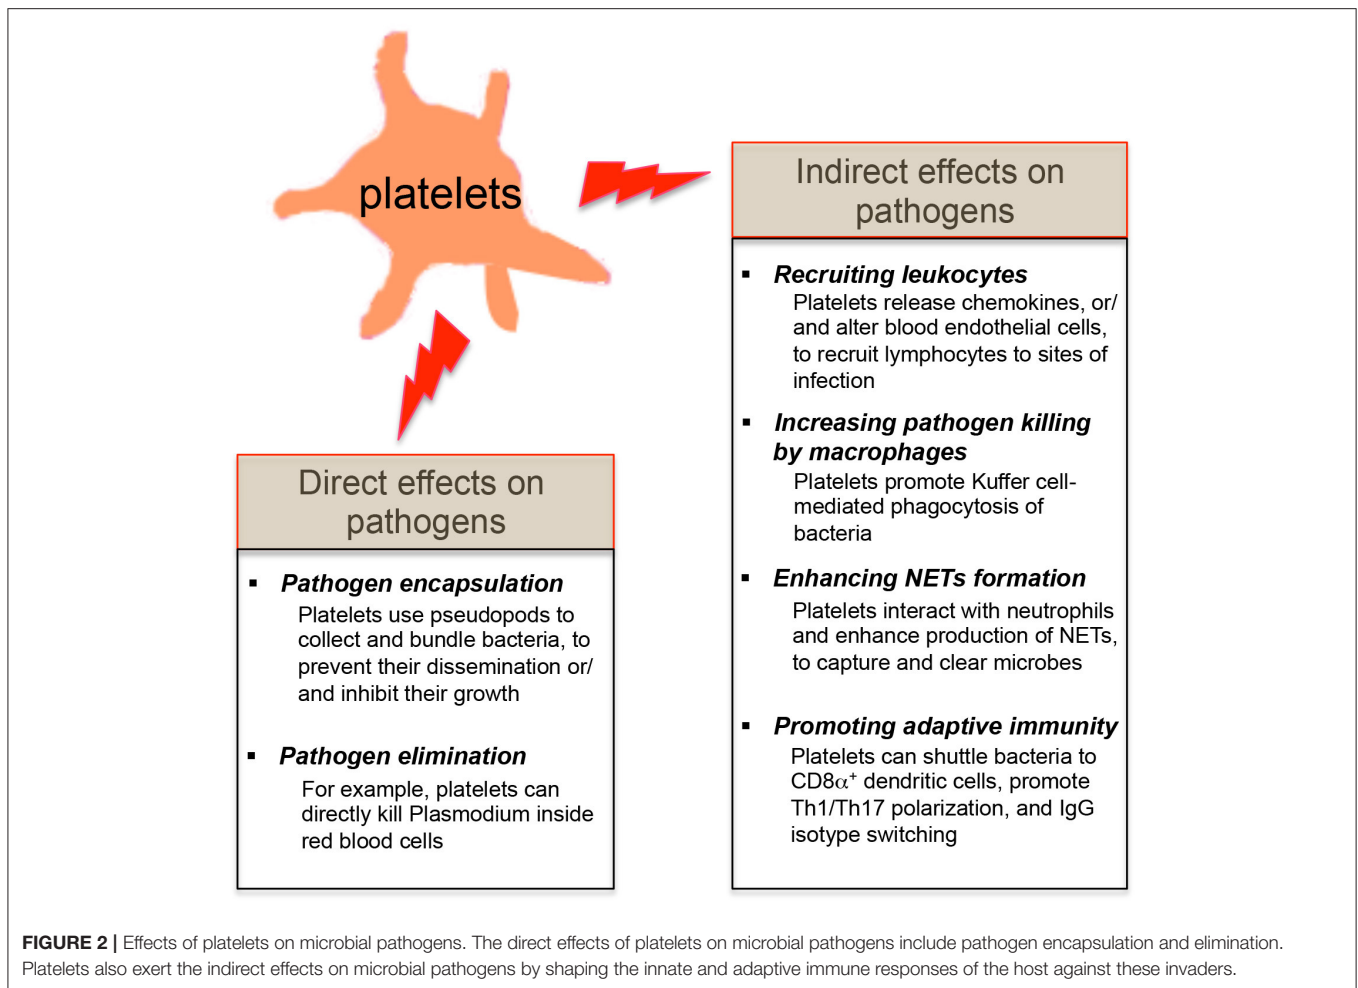 platelets
Indirect effects on
pathogens
▪ Recruiting leukocytes
Platelets release chemokines, or/
and alter blood endothelial cells,
to recruit lymphocytes to sites of
infection
▪ Increasing pathogen killing
by macrophages
Platelets promote Kuffer cell-
mediated phagocytosis of
bacteria
▪ Enhancing NETs formation
Platelets interact with neutrophils
and enhance production of NETs,
to capture and clear microbes
▪ Promoting adaptive immunity
Platelets can shuttle bacteria to
CD8α⁺ dendritic cells, promote
Th1/Th17 polarization, and IgG
isotype switching
Direct effects on
pathogens
▪ Pathogen encapsulation
Platelets use pseudopods to
collect and bundle bacteria, to
prevent their dissemination or/
and inhibit their growth
▪ Pathogen elimination
For example, platelets can
directly kill Plasmodium inside
red blood cells
FIGURE 2 | Effects of platelets on microbial pathogens. The direct effects of platelets on microbial pathogens include pathogen encapsulation and elimination.
Platelets also exert the indirect effects on microbial pathogens by shaping the innate and adaptive immune responses of the host against these invaders.